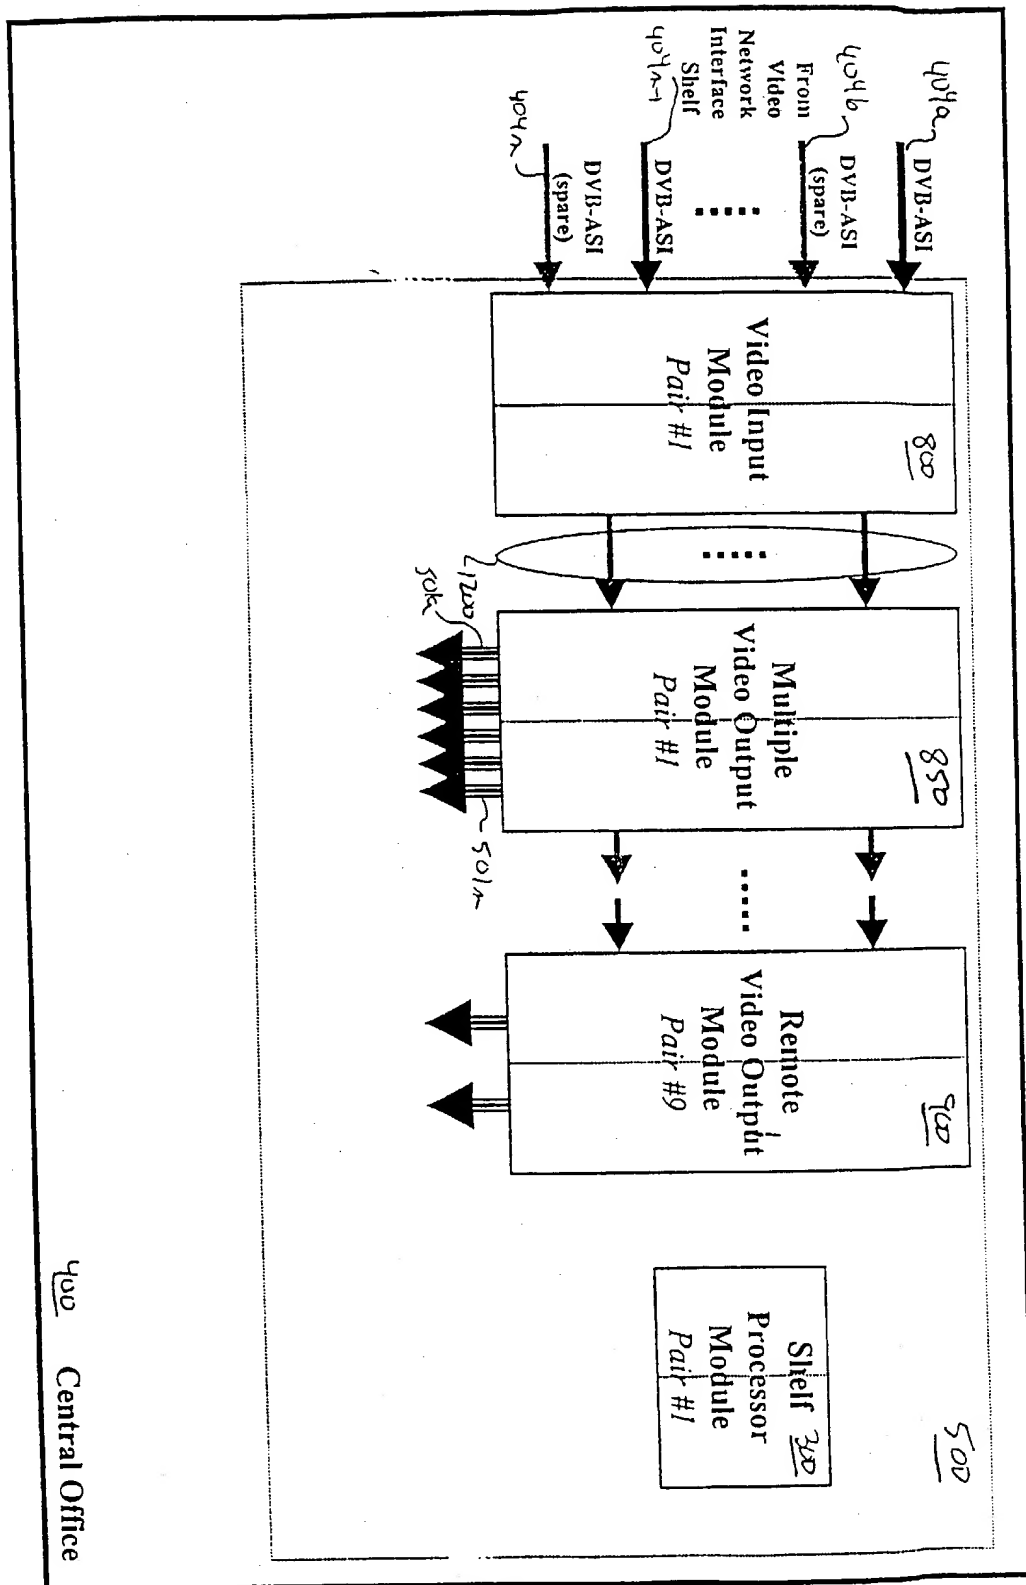 404a
DVB-ASI
404b
DVB-ASI
(spare)
From
Video
Network
Interface
Shelf
404n-1
DVB-ASI
404n
DVB-ASI
(spare)
Video Input
Module
Pair #1
800
1200
Multiple
Video Output
Module
Pair #1
850
501a
501n
Remote
Video Output
Module
Pair #9
900
Shelf 300
Processor
Module
Pair #1
500
400 Central Office